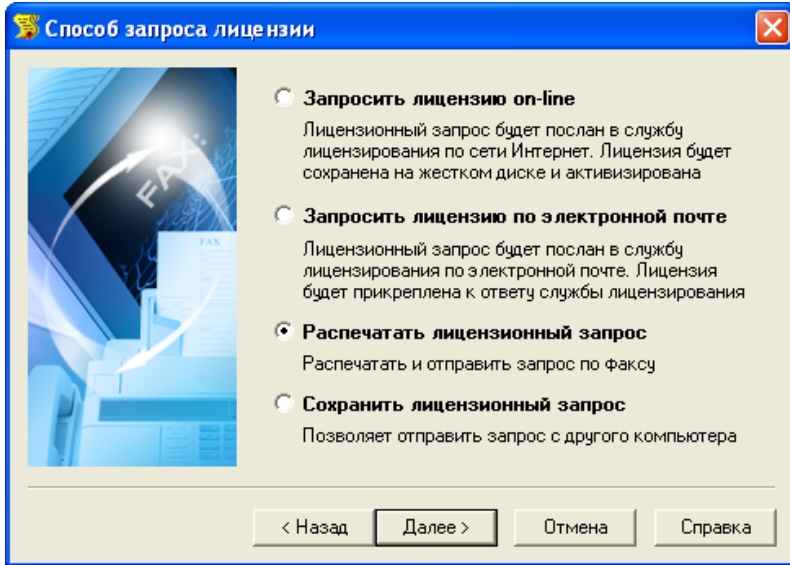 Способ запроса лицензии
Запросить лицензию on-line
Лицензионный запрос будет послан в службу
лицензирования по сети Интернет. Лицензия будет
сохранена на жестком диске и активизирована
Запросить лицензию по электронной почте
Лицензионный запрос будет послан в службу
лицензирования по электронной почте. Лицензия
будет прикреплена к ответу службы лицензирования
FAX:
FAX
Распечатать лицензионный запрос
Распечатать и отправить запрос по факсу
Сохранить лицензионный запрос
Позволяет отправить запрос с другого компьютера
< Назад
Далее >
Отмена
Справка